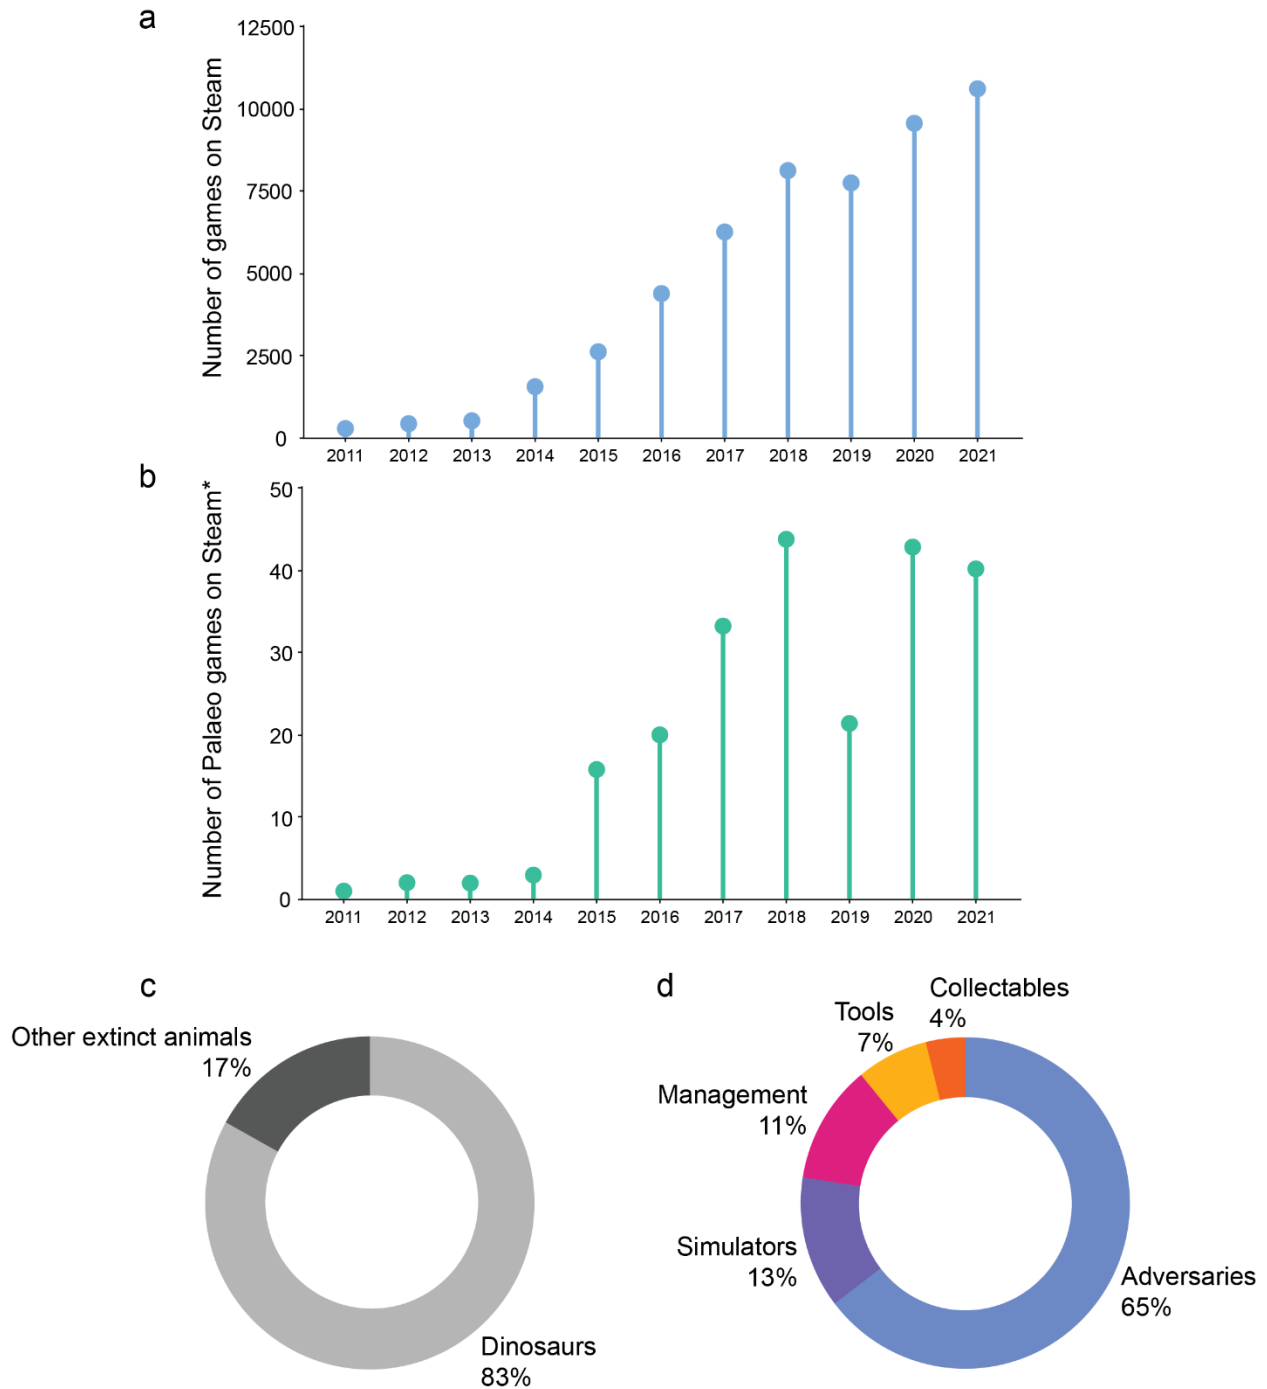 a
Number of games on Steam
12500
10000
7500
5000
2500
0
2011 2012 2013 2014 2015 2016 2017 2018 2019 2020 2021
b
Number of Palaeo games on Steam*
50
40
30
20
10
0
2011 2012 2013 2014 2015 2016 2017 2018 2019 2020 2021
c
Other extinct animals
17%
Dinosaurs
83%
d
Collectables
4%
Tools
7%
Management
11%
Simulators
13%
Adversaries
65%